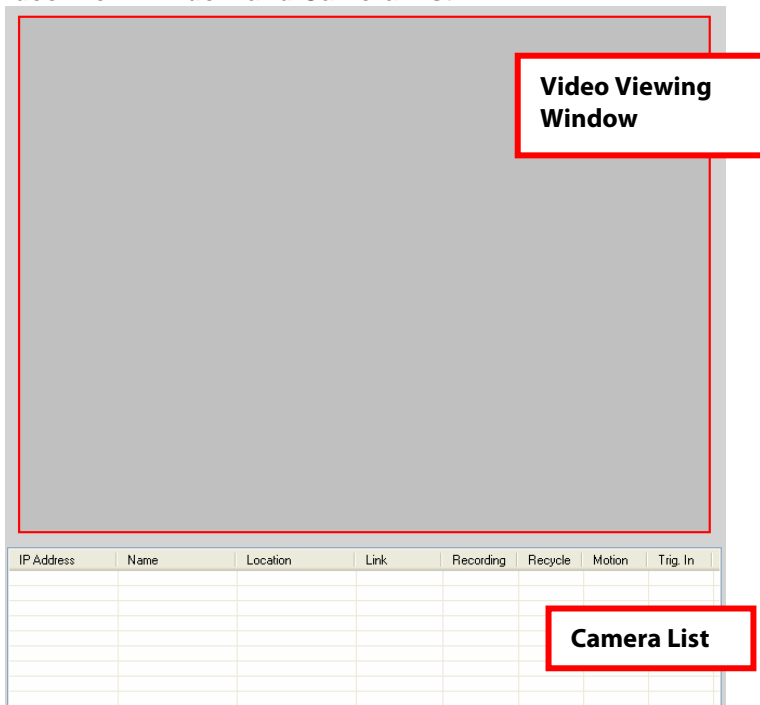 Video Viewing
Window
IP Address Name Location Link Recording Recycle Motion Trig. In
Camera List